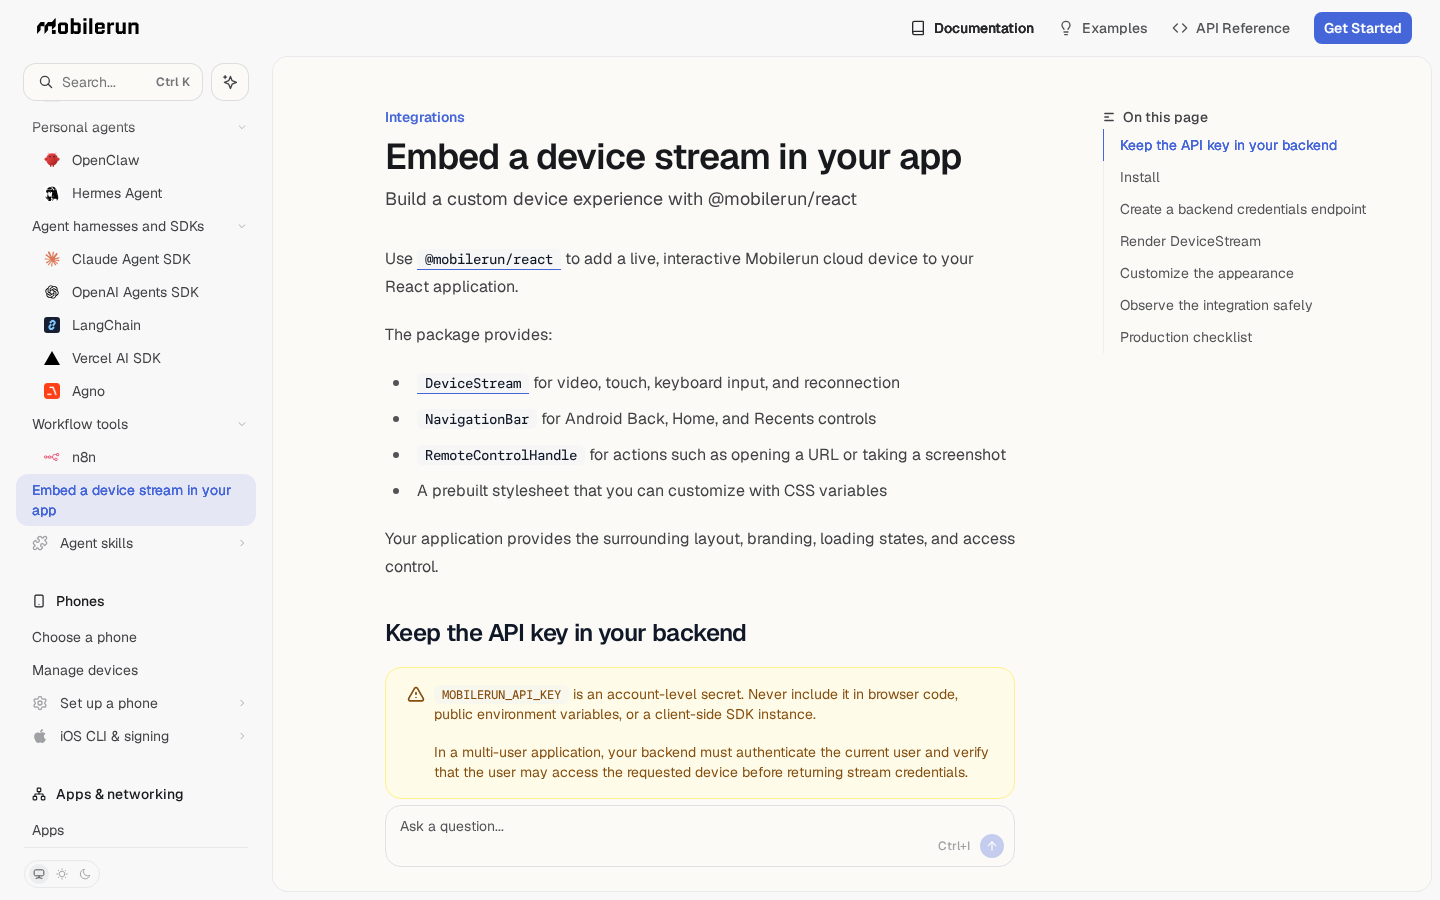 mobilerun
Documentation
Examples
API Reference
Get Started
Search...
Ctrl K
Personal agents
OpenClaw
Hermes Agent
Agent harnesses and SDKs
Claude Agent SDK
OpenAI Agents SDK
LangChain
Vercel AI SDK
Agno
Workflow tools
n8n
Embed a device stream in your
app
Agent skills
Phones
Choose a phone
Manage devices
Set up a phone
iOS CLI & signing
Apps & networking
Apps
Integrations
Embed a device stream in your app
Build a custom device experience with @mobilerun/react
Use @mobilerun/react to add a live, interactive Mobilerun cloud device to your
React application.
The package provides:
DeviceStream for video, touch, keyboard input, and reconnection
NavigationBar for Android Back, Home, and Recents controls
RemoteControlHandle for actions such as opening a URL or taking a screenshot
A prebuilt stylesheet that you can customize with CSS variables
Your application provides the surrounding layout, branding, loading states, and access
control.
Keep the API key in your backend
MOBILERUN_API_KEY is an account-level secret. Never include it in browser code,
public environment variables, or a client-side SDK instance.
In a multi-user application, your backend must authenticate the current user and verify
that the user may access the requested device before returning stream credentials.
Ask a question...
Ctrl+I
On this page
Keep the API key in your backend
Install
Create a backend credentials endpoint
Render DeviceStream
Customize the appearance
Observe the integration safely
Production checklist